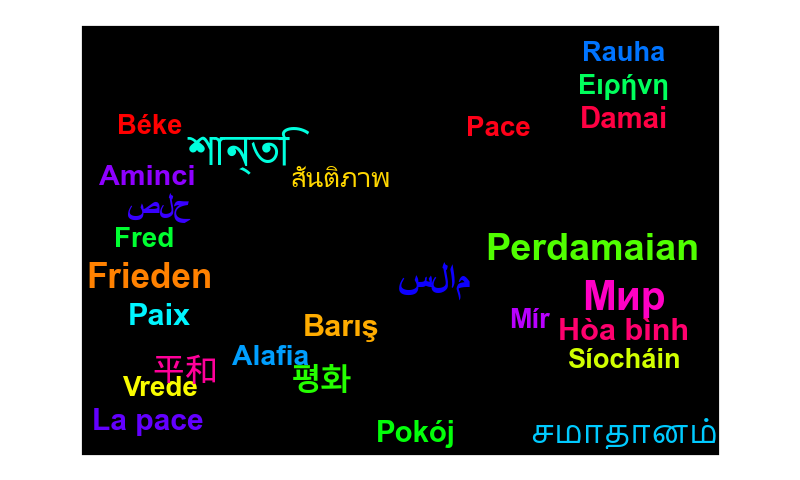 Rauha
Ειρήνη
Damai
Béke
Pace
শান্তি
Aminci
สันติภาพ
صلح
Fred
Perdamaian
Frieden
سلام
Мир
Paix
Mír
Barış
Hòa bình
Alafia
Síocháin
平和
평화
Vrede
La pace
Pokój
சமாதானம்